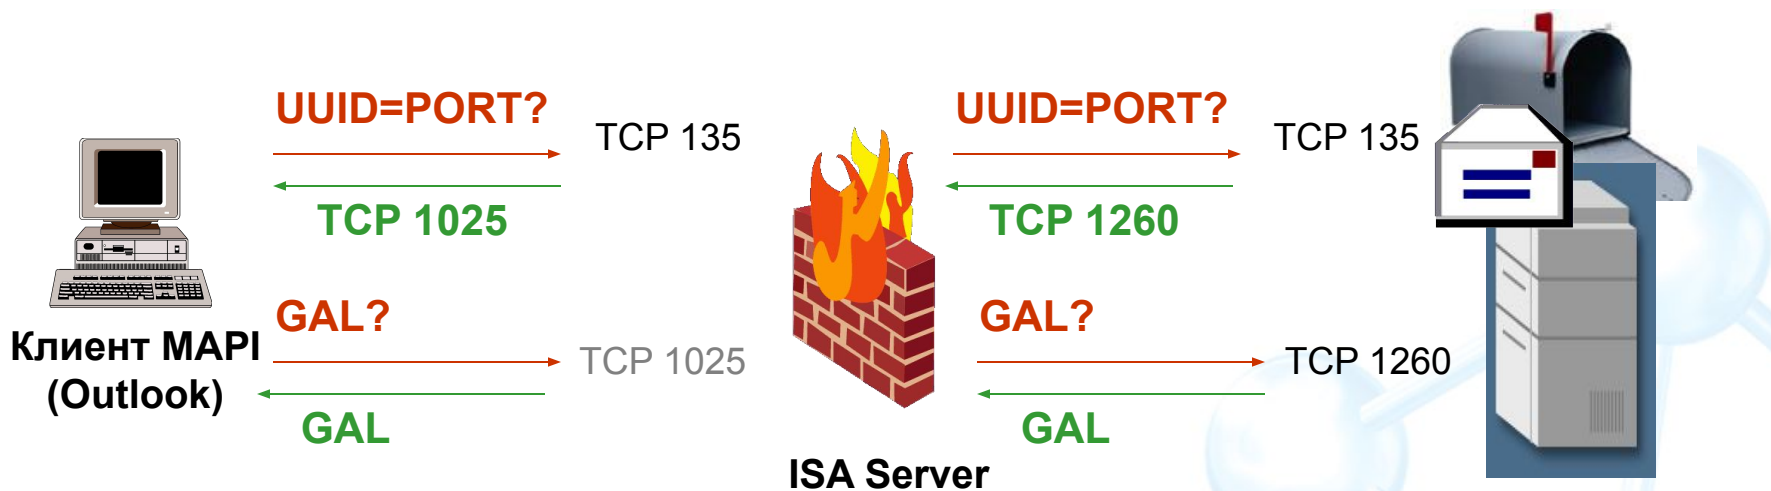 UUID=PORT?
TCP 135
UUID=PORT?
TCP 135
TCP 1025
TCP 1260
GAL?
GAL?
Клиент MAPI
(Outlook)
TCP 1025
TCP 1260
GAL
GAL
ISA Server